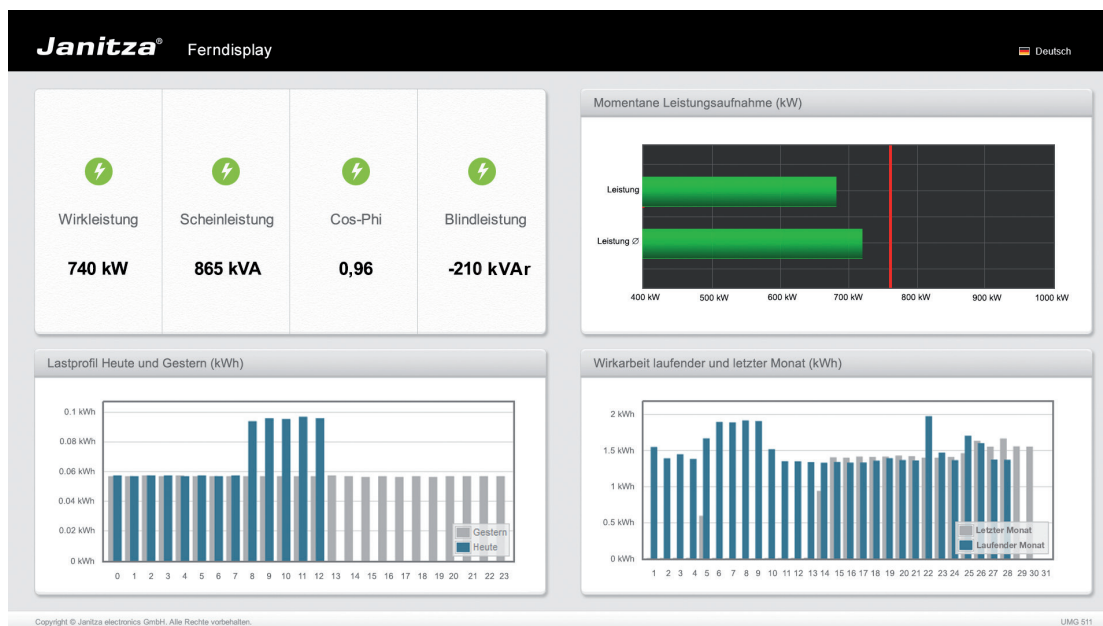 Janitza® Ferndisplay
Deutsch
Wirkleistung
740 kW
Scheinleistung
865 kVA
Cos-Phi
0,96
Blindleistung
-210 kVAr
Momentane Leistungsaufnahme (kW)
Leistung
Leistung Ø
400 kW 500 kW 600 kW 700 kW 800 kW 900 kW 1000 kW
Lastprofil Heute und Gestern (kWh)
0.1 kWh
0.08 kWh
0.06 kWh
0.04 kWh
0.02 kWh
0 kWh
Gestern
Heute
0 1 2 3 4 5 6 7 8 9 10 11 12 13 14 15 16 17 18 19 20 21 22 23
Wirkarbeit laufender und letzter Monat (kWh)
2 kWh
1.5 kWh
1 kWh
0.5 kWh
0 kWh
Letzter Monat
Laufender Monat
1 2 3 4 5 6 7 8 9 10 11 12 13 14 15 16 17 18 19 20 21 22 23 24 25 26 27 28 29 30 31
Copyright © Janitza electronics GmbH. Alle Rechte vorbehalten.
UMG 511